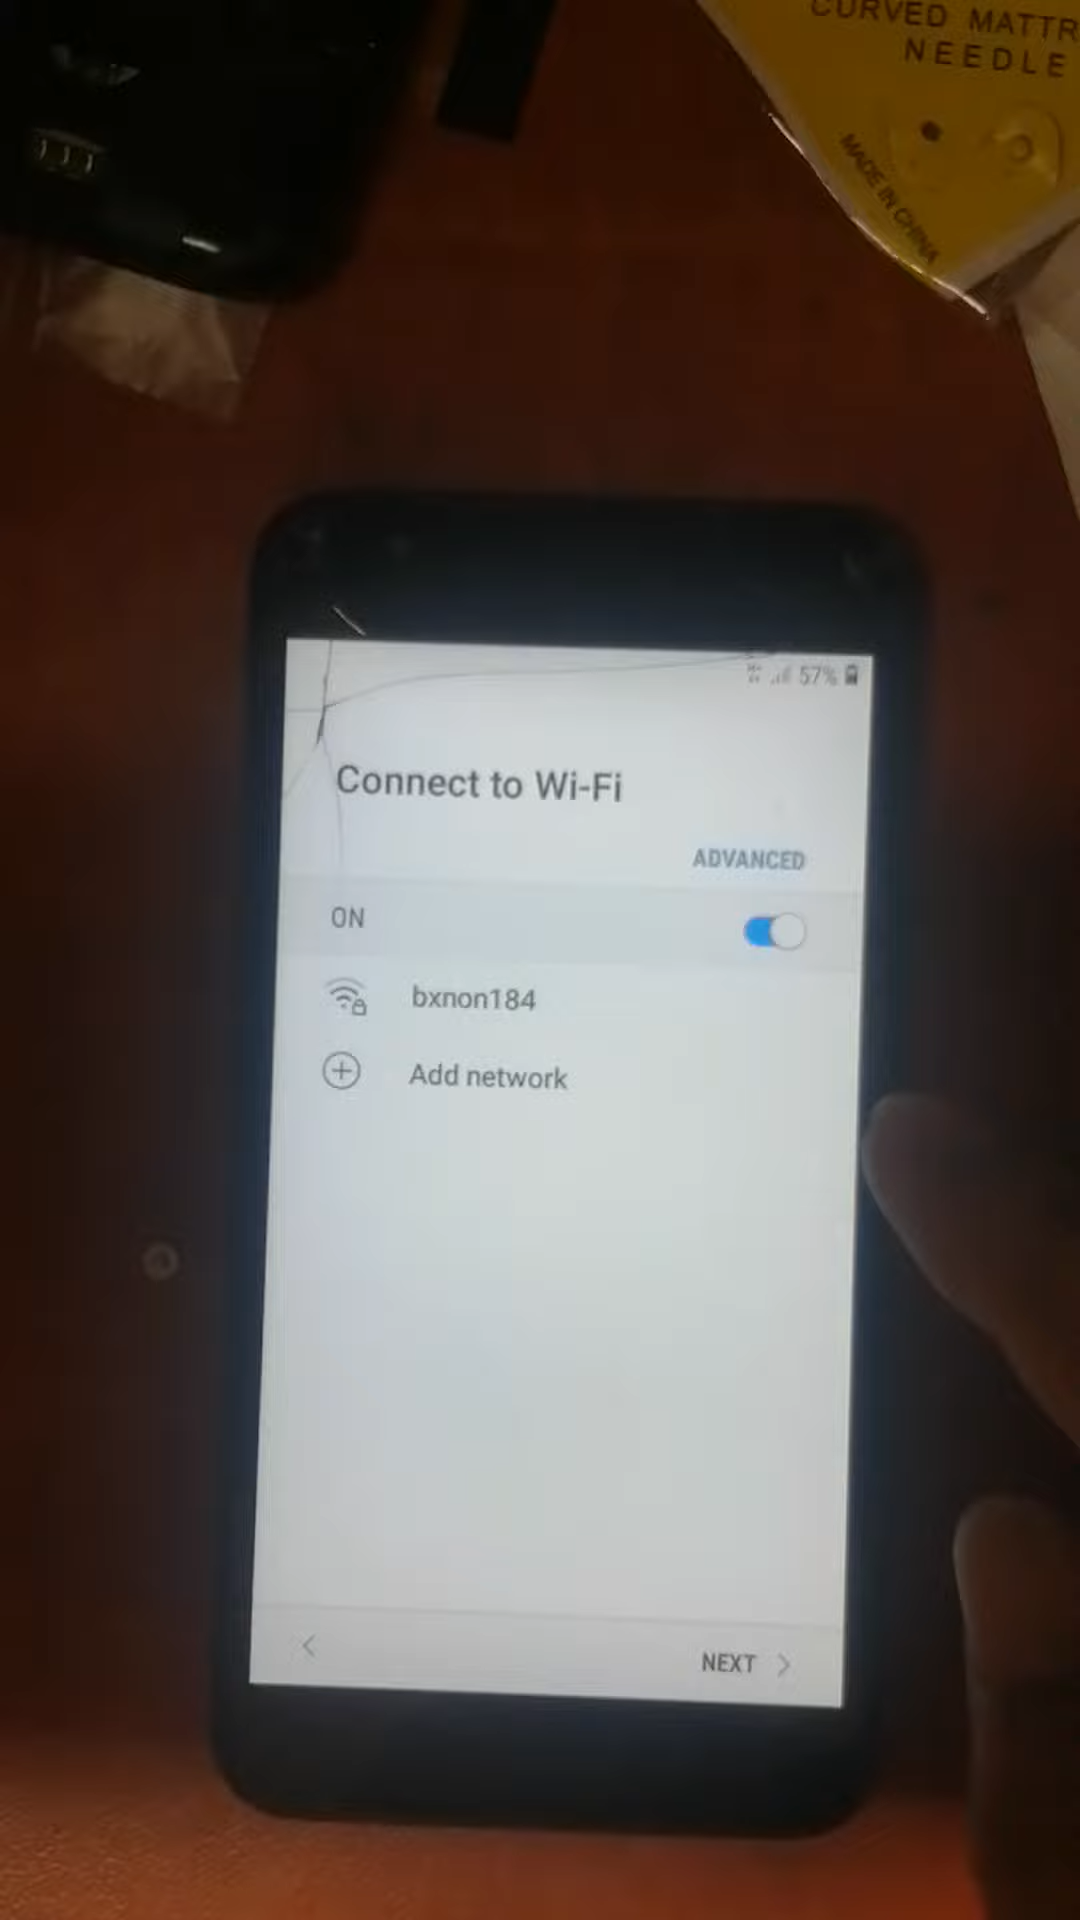 CURVED MATTR
NEEDLE
MADE IN CHINA
57%
Connect to Wi-Fi
ADVANCED
ON
bxnon184
Add network
NEXT